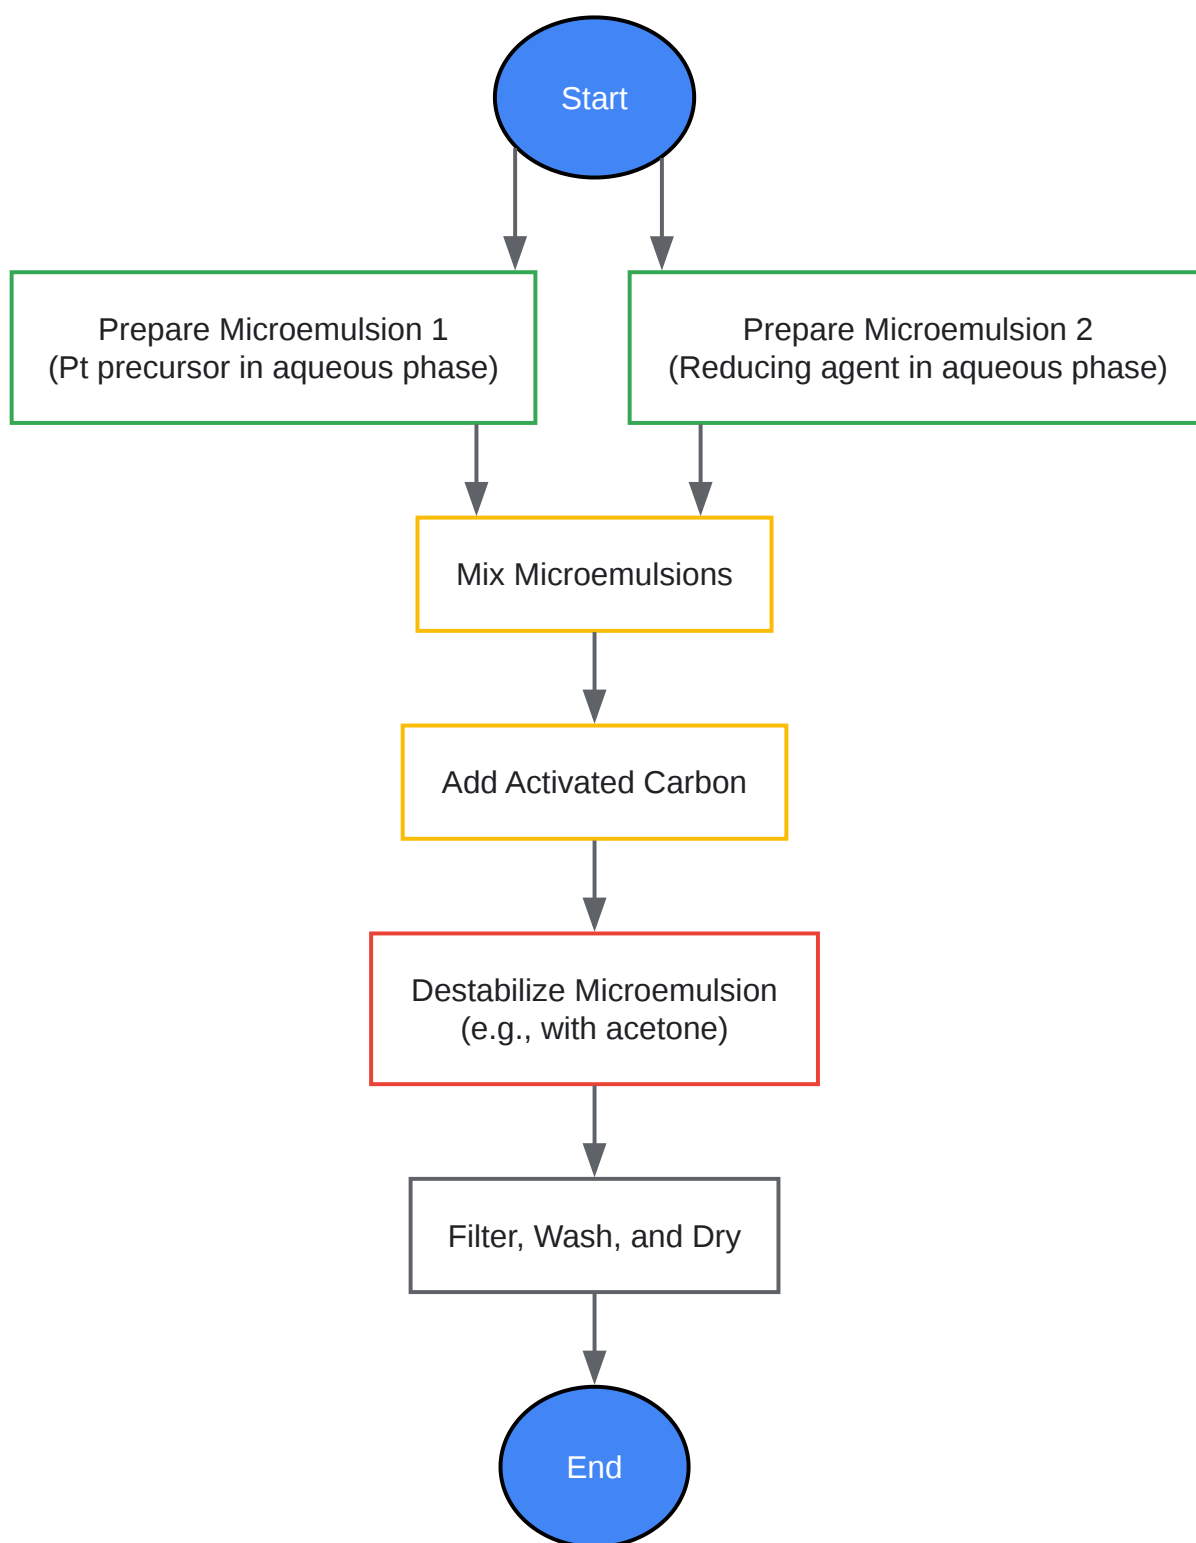 Start
Prepare Microemulsion 1
(Pt precursor in aqueous phase)
Prepare Microemulsion 2
(Reducing agent in aqueous phase)
Mix Microemulsions
Add Activated Carbon
Destabilize Microemulsion
(e.g., with acetone)
Filter, Wash, and Dry
End